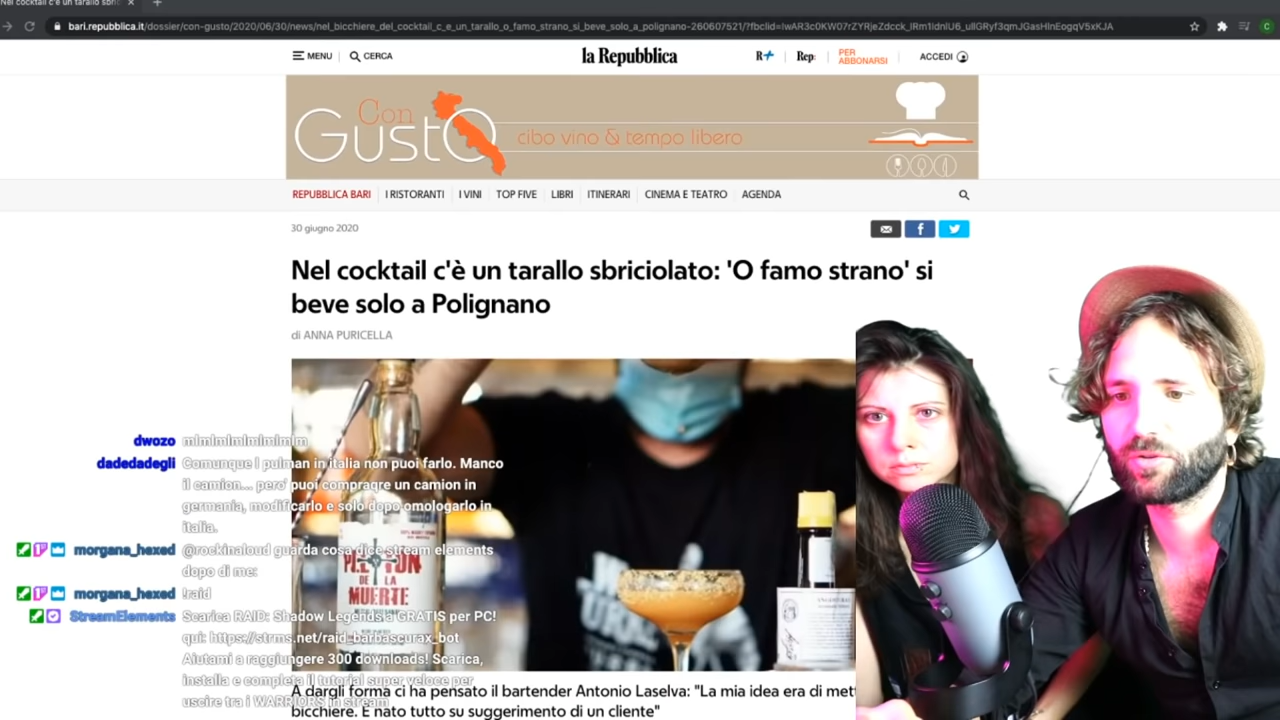 Nel cocktail c'è un tarallo sbric
bari.repubblica.it/dossier/con-gusto/2020/06/30/news/nel_bicchiere_del_cocktail_c_e_un_tarallo_o_famo_strano_si_beve_solo_a_polignano-260607521/
MENU
CERCA
la Repubblica
R+
Rep:
PER
ABBONARSI
ACCEDI
Con
Gusto
cibo vino & tempo libero
REPUBBLICA BARI
I RISTORANTI
I VINI
TOP FIVE
LIBRI
ITINERARI
CINEMA E TEATRO
AGENDA
30 giugno 2020
Nel cocktail c'è un tarallo sbriciolato: 'O famo strano' si
beve solo a Polignano
di ANNA PURICELLA
dwozo mlmlmlmlmlmlm
dadedadegli Comunque I pulman in italia non puoi farlo. Manco
il camion... pero' puoi compraqre un camion in
germania, modificarlo e solo dopo omologarlo in
italia.
morgana_hexed @rockinaloud guarda cosa dice stream elements
dopo di me:
morgana_hexed !raid
StreamElements Scarica RAID: Shadow Legends a GRATIS per PC!
qui: https://strms.net/raid_barbascurax_bot
Aiutami a raggiungere 300 downloads! Scarica,
installa e completa il tutorial super veloce per
uscire tra i WARRIORS in stream
DE LA
MUERTE
A dargli forma ci ha pensato il bartender Antonio Laselva: "La mia idea era di met
bicchiere. È nato tutto su suggerimento di un cliente"